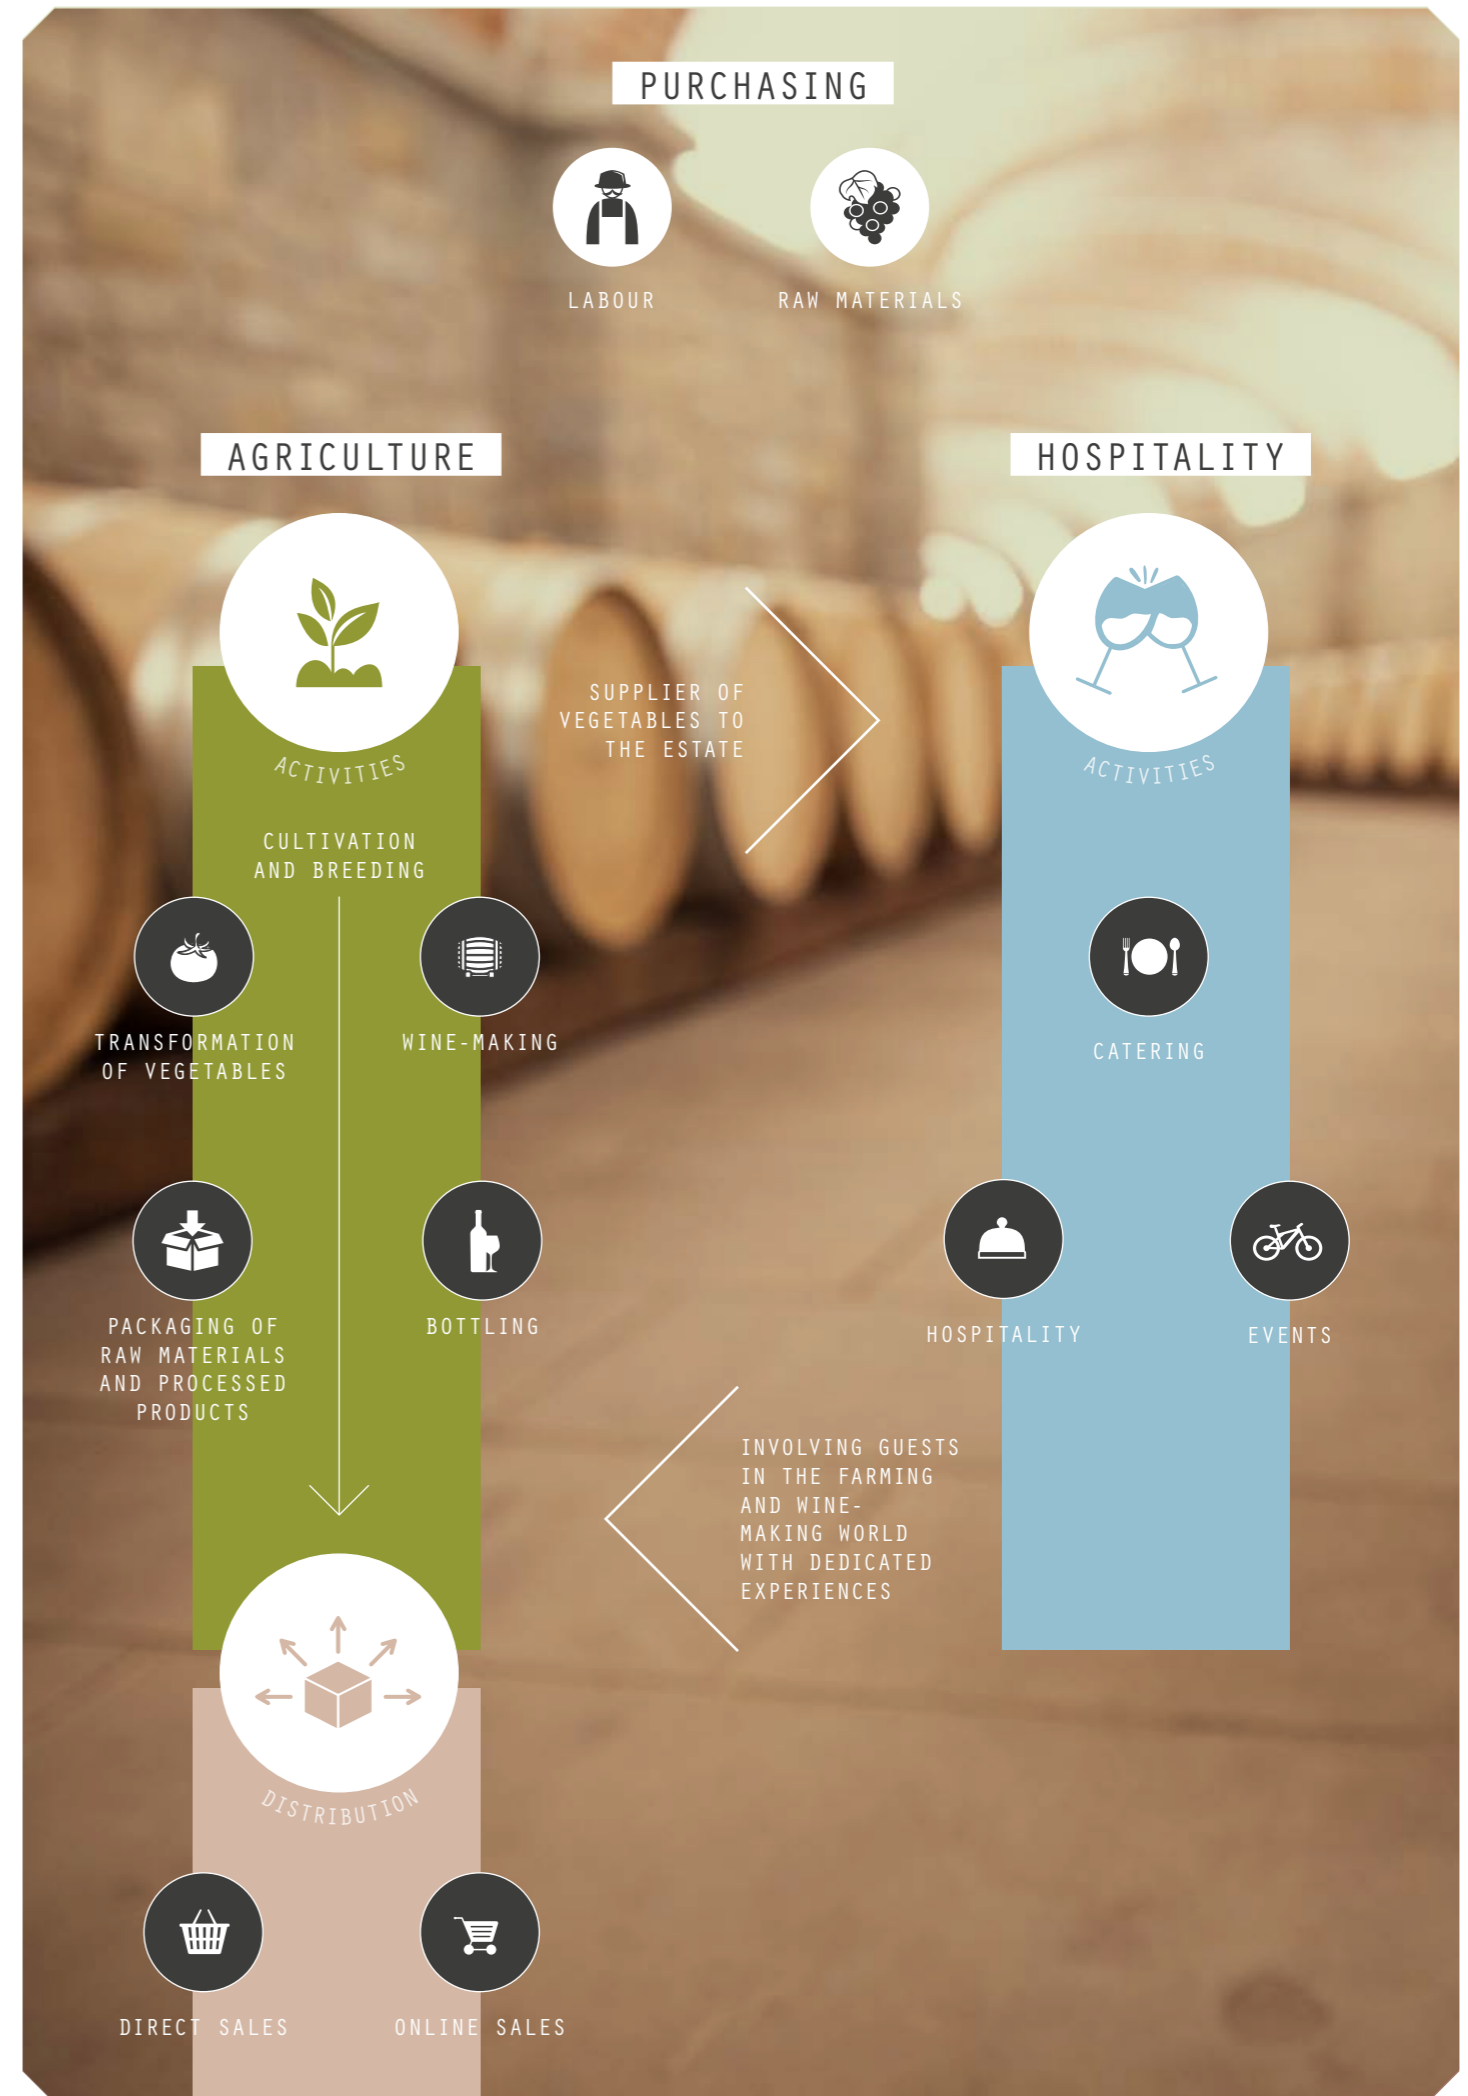 PURCHASING
LABOUR
RAW MATERIALS
AGRICULTURE
HOSPITALITY
SUPPLIER OF
VEGETABLES TO
THE ESTATE
ACTIVITIES
ACTIVITIES
CULTIVATION
AND BREEDING
TRANSFORMATION
OF VEGETABLES
WINE-MAKING
CATERING
PACKAGING OF
RAW MATERIALS
AND PROCESSED
PRODUCTS
BOTTLING
HOSPITALITY
EVENTS
INVOLVING GUESTS
IN THE FARMING
AND WINE-
MAKING WORLD
WITH DEDICATED
EXPERIENCES
DISTRIBUTION
DIRECT SALES
ONLINE SALES